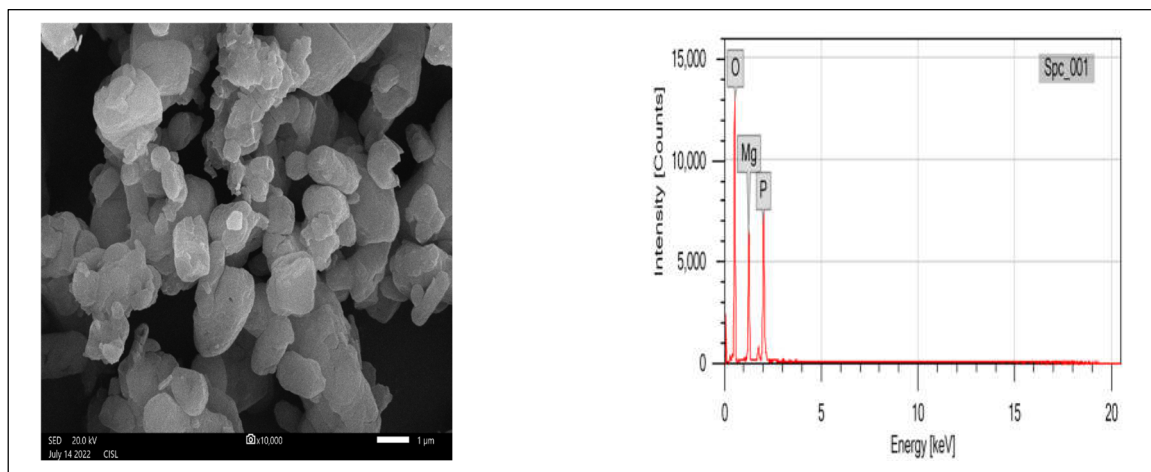 SED 20.0 kV x10,000 1 µm
July 14 2022 CISL
15,000
10,000
5,000
0
Intensity [Counts]
O
Mg
P
Spc_001
0 5 10 15 20
Energy [keV]